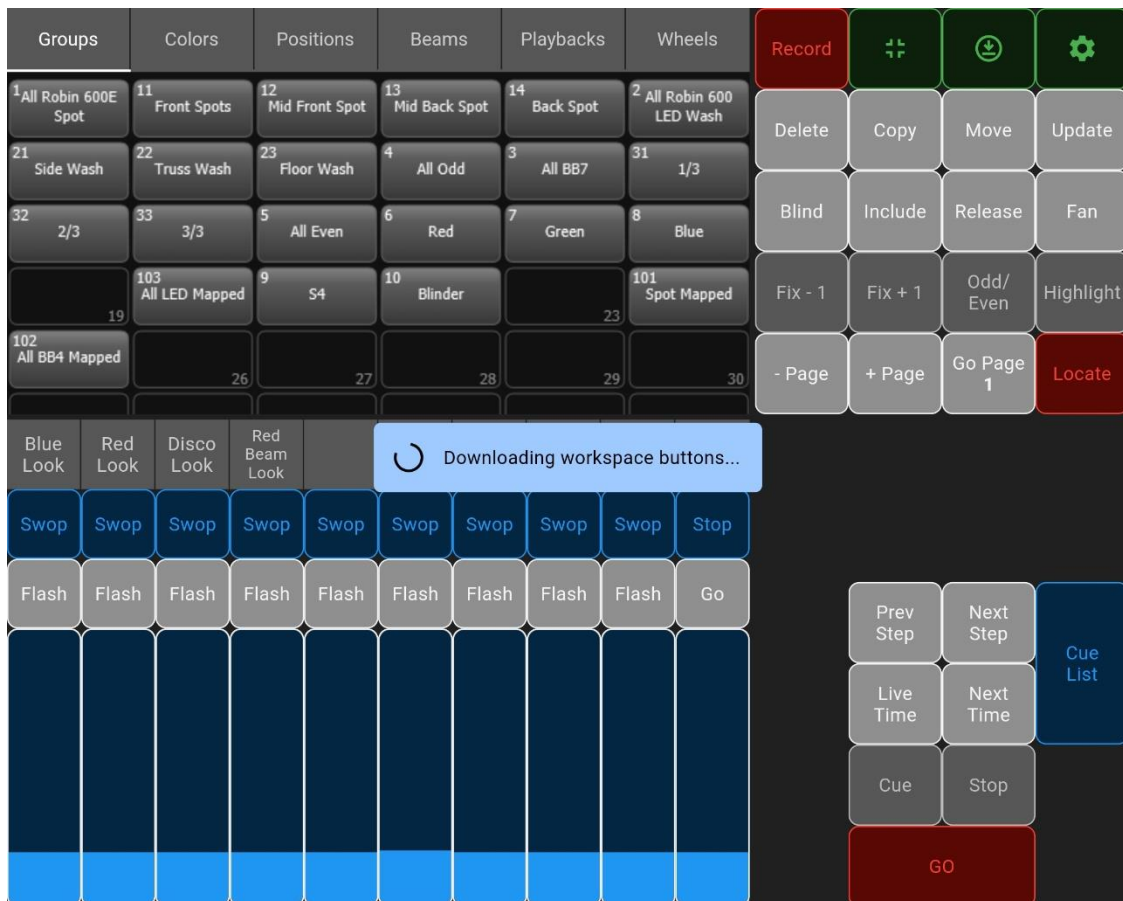 Groups
Colors
Positions
Beams
Playbacks
Wheels
1 All Robin 600E
Spot
11
Front Spots
12
Mid Front Spot
13
Mid Back Spot
14
Back Spot
2 All Robin 600
LED Wash
21
Side Wash
22
Truss Wash
23
Floor Wash
4
All Odd
3
All BB7
31
1/3
32
2/3
33
3/3
5
All Even
6
Red
7
Green
8
Blue
19
103
All LED Mapped
9
S4
10
Blinder
23
101
Spot Mapped
102
All BB4 Mapped
26
27
28
29
30
Record
Delete
Copy
Move
Update
Blind
Include
Release
Fan
Fix - 1
Fix + 1
Odd/
Even
Highlight
- Page
+ Page
Go Page
1
Locate
Blue
Look
Red
Look
Disco
Look
Red
Beam
Look
Downloading workspace buttons...
Swop
Swop
Swop
Swop
Swop
Swop
Swop
Swop
Swop
Stop
Flash
Flash
Flash
Flash
Flash
Flash
Flash
Flash
Flash
Go
Prev
Step
Next
Step
Cue
List
Live
Time
Next
Time
Cue
Stop
GO